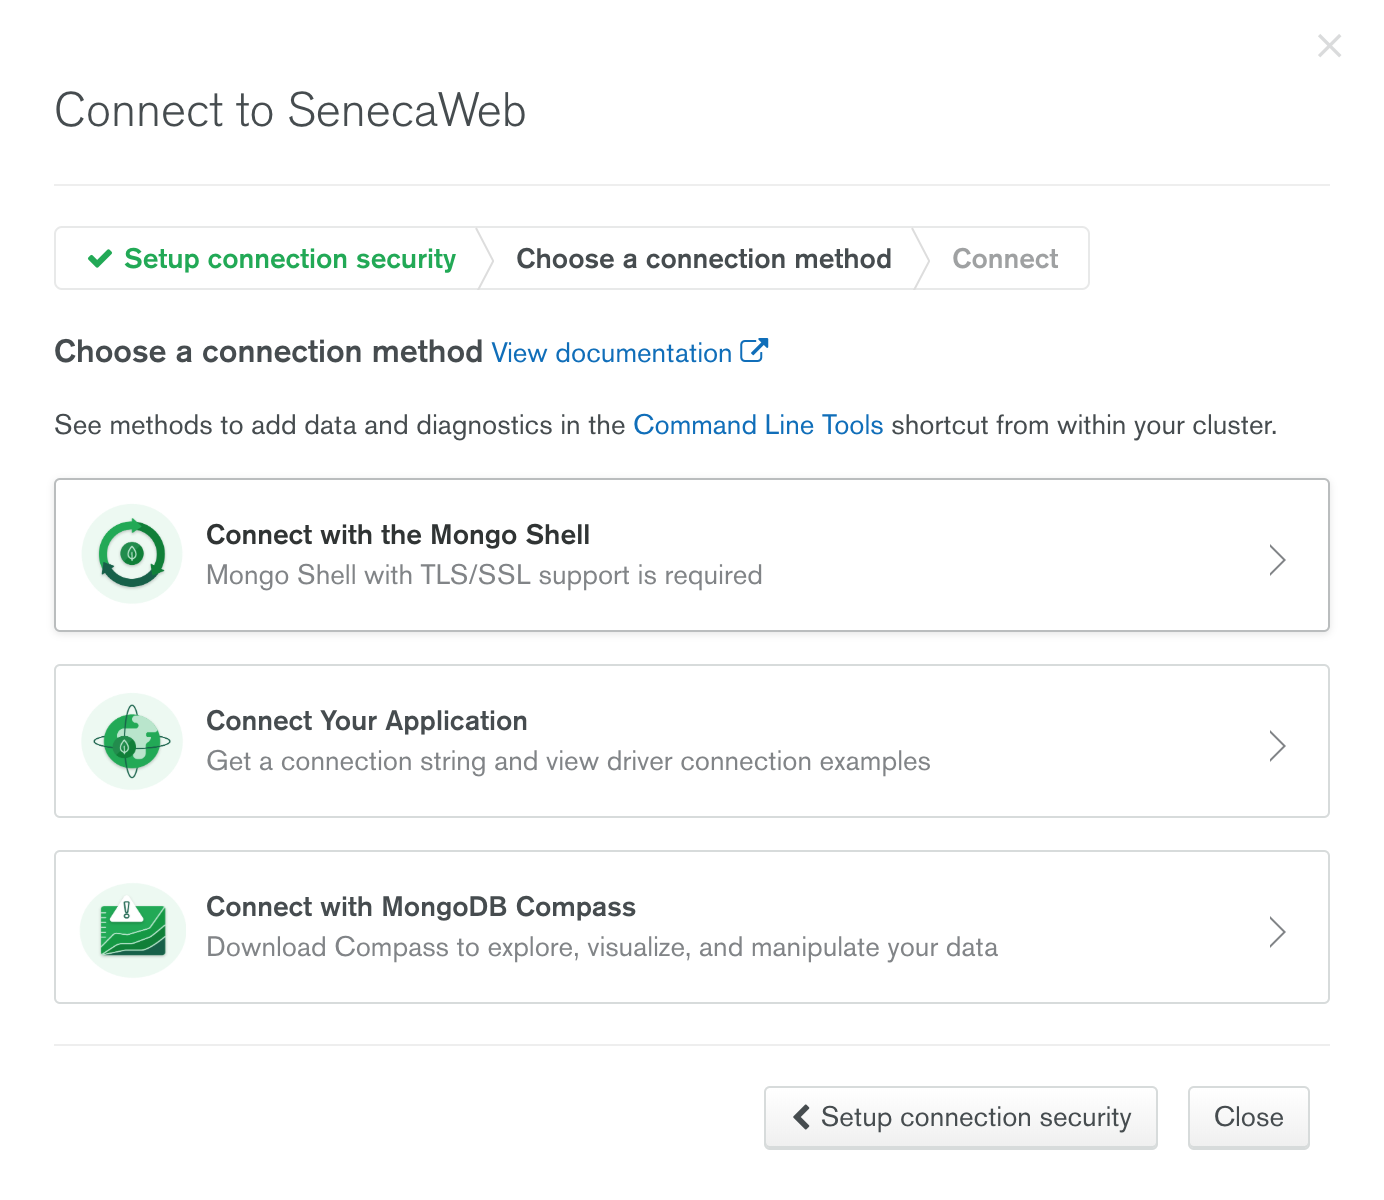 Connect to SenecaWeb
Setup connection security Choose a connection method Connect
Choose a connection method View documentation
See methods to add data and diagnostics in the Command Line Tools shortcut from within your cluster.
Connect with the Mongo Shell
Mongo Shell with TLS/SSL support is required
Connect Your Application
Get a connection string and view driver connection examples
Connect with MongoDB Compass
Download Compass to explore, visualize, and manipulate your data
Setup connection security Close